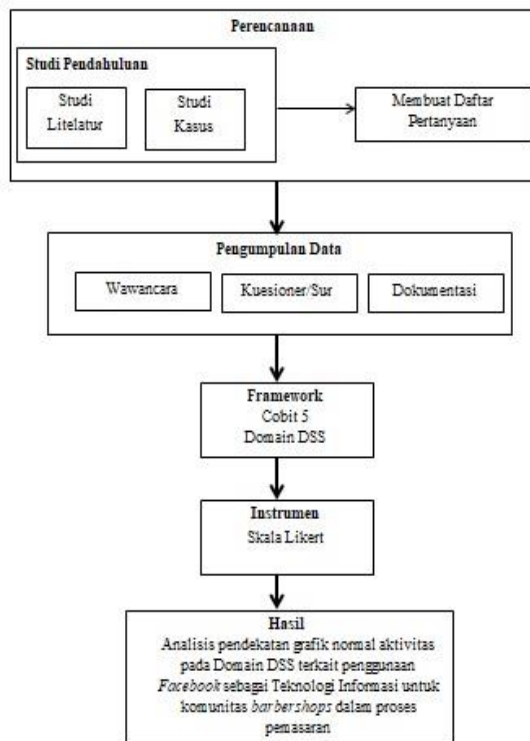 Perencanaan
Studi Pendahuluan
Studi
Litelatur
Studi
Kasus
Membuat Daftar
Pertanyaan
Pengumpulan Data
Wawancara
Kuesioner/Sur
Dokumentasi
Framework
Cobit 5
Domain DSS
Instrumen
Skala Likert
Hasil
Analisis pendekatan grafik normal aktivitas
pada Domain DSS terkait penggunaan
Facebook sebagai Teknologi Informasi untuk
komunitas barbershops dalam proses
pemasaran